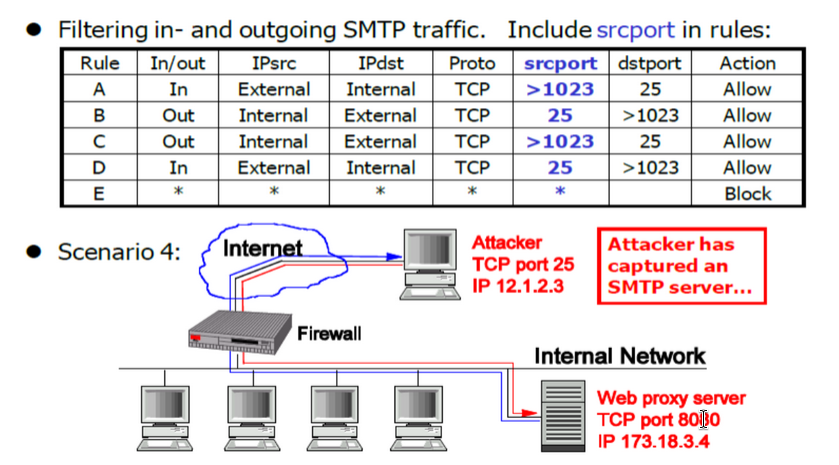 Filtering in- and outgoing SMTP traffic. Include srcport in rules:
Rule In/out IPsrc IPdst Proto srcport dstport Action
A In External Internal TCP >1023 25 Allow
B Out Internal External TCP 25 >1023 Allow
C Out Internal External TCP >1023 25 Allow
D In External Internal TCP 25 >1023 Allow
E * * * * * Block
Scenario 4:
Internet
Attacker
TCP port 25
IP 12.1.2.3
Attacker has
captured an
SMTP server...
Firewall
Internal Network
Web proxy server
TCP port 8080
IP 173.18.3.4